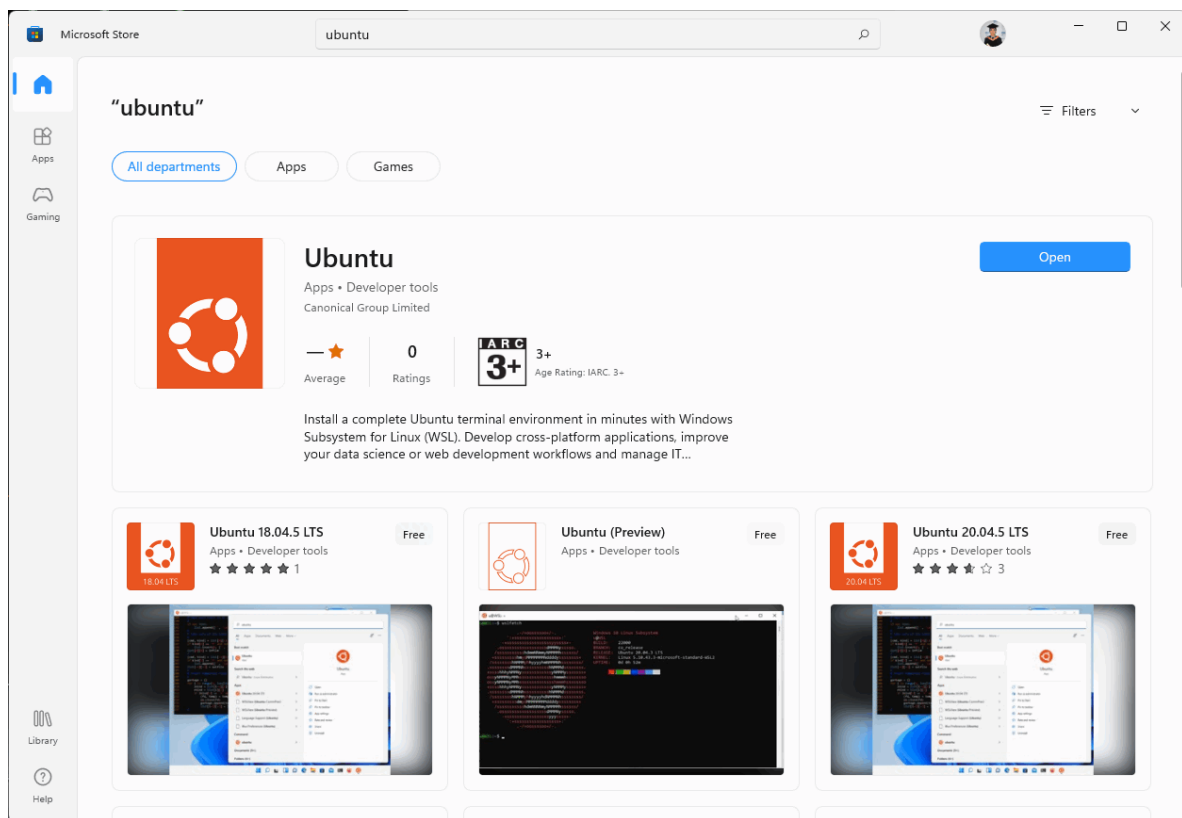 Microsoft Store
ubuntu
“ubuntu”
Filters
All departments
Apps
Games
Apps
Gaming
Ubuntu
Open
Apps • Developer tools
Canonical Group Limited
—
Average
0
Ratings
IARC
3+
3+
Age Rating: IARC. 3+
Install a complete Ubuntu terminal environment in minutes with Windows
Subsystem for Linux (WSL). Develop cross-platform applications, improve
your data science or web development workflows and manage IT...
18.04 LTS
Ubuntu 18.04.5 LTS
Free
Apps • Developer tools
1
Ubuntu (Preview)
Free
Apps • Developer tools
20.04 LTS
Ubuntu 20.04.5 LTS
Free
Apps • Developer tools
3
Library
Help